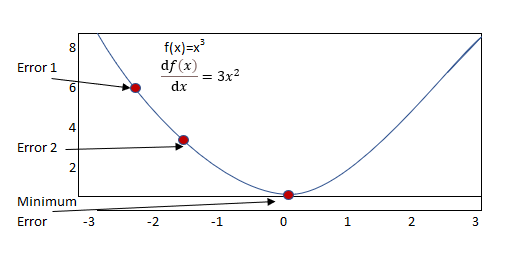 8
f(x)=x³
df(x)
dx
= 3x²
Error 1
6
4
Error 2
2
Minimum
Error
-3 -2 -1 0 1 2 3